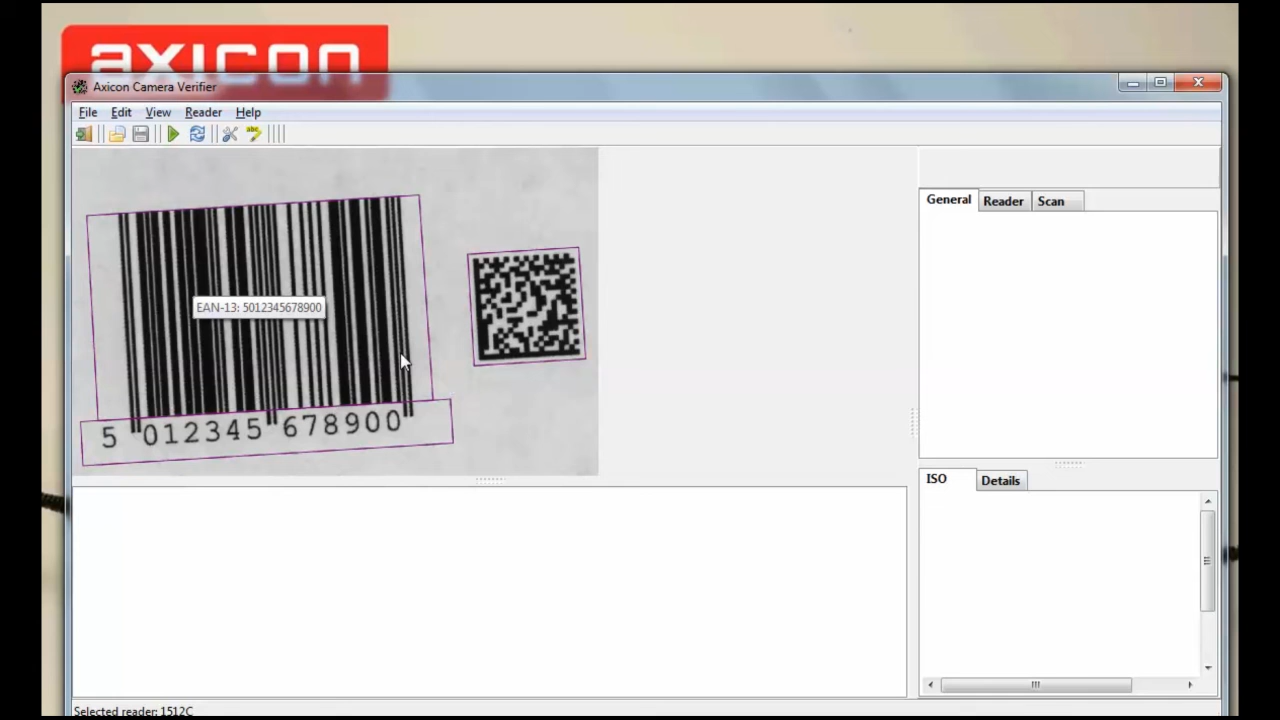 axicon
Axicon Camera Verifier
File Edit View Reader Help
General Reader Scan
EAN-13: 5012345678900
5 012345 678900
ISO Details
Selected reader: 1512C